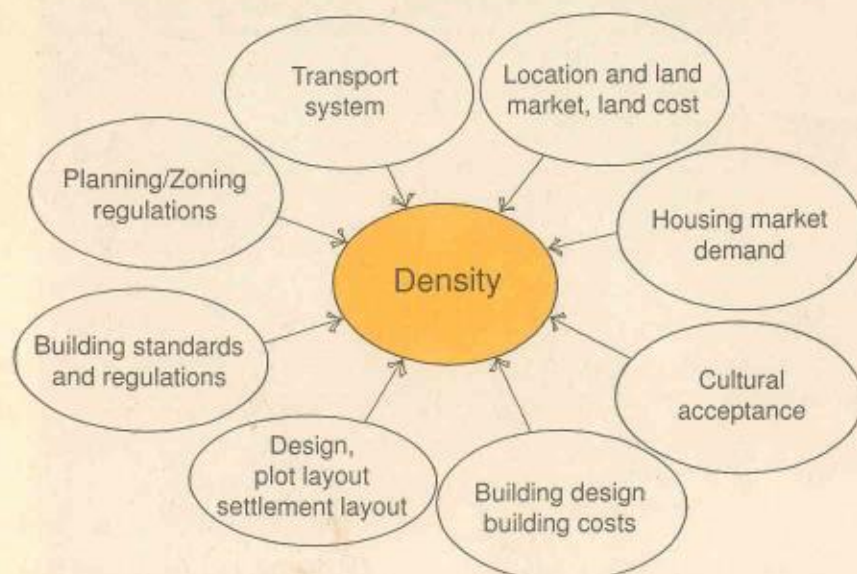 Transport
system
Location and land
market, land cost
Planning/Zoning
regulations
Housing market
demand
Density
Building standards
and regulations
Cultural
acceptance
Design,
plot layout
settlement layout
Building design
building costs